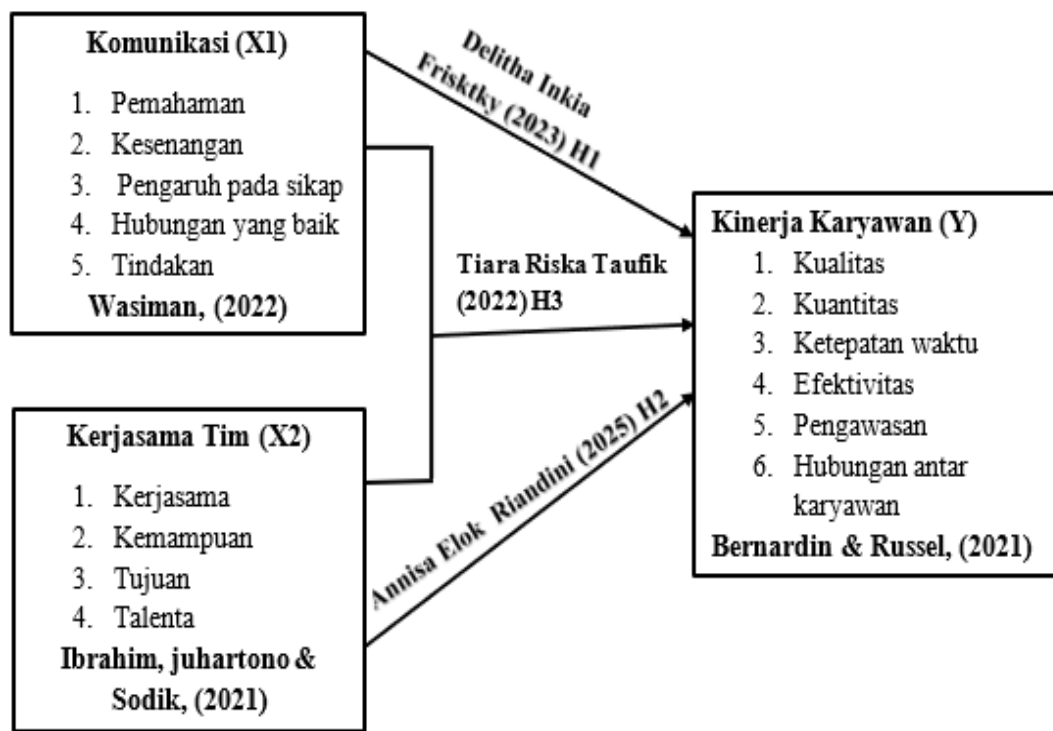 Komunikasi (X1)
1. Pemahaman
2. Kesenangan
3. Pengaruh pada sikap
4. Hubungan yang baik
5. Tindakan
Wasiman, (2022)
Delitha Inkia
Frisktky (2023) H1
Tiara Riska Taufik
(2022) H3
Kerjasama Tim (X2)
1. Kerjasama
2. Kemampuan
3. Tujuan
4. Talenta
Ibrahim, juhartono &
Sodik, (2021)
Annisa Elok Riandini (2025) H2
Kinerja Karyawan (Y)
1. Kualitas
2. Kuantitas
3. Ketepatan waktu
4. Efektivitas
5. Pengawasan
6. Hubungan antar
karyawan
Bernardin & Russel, (2021)